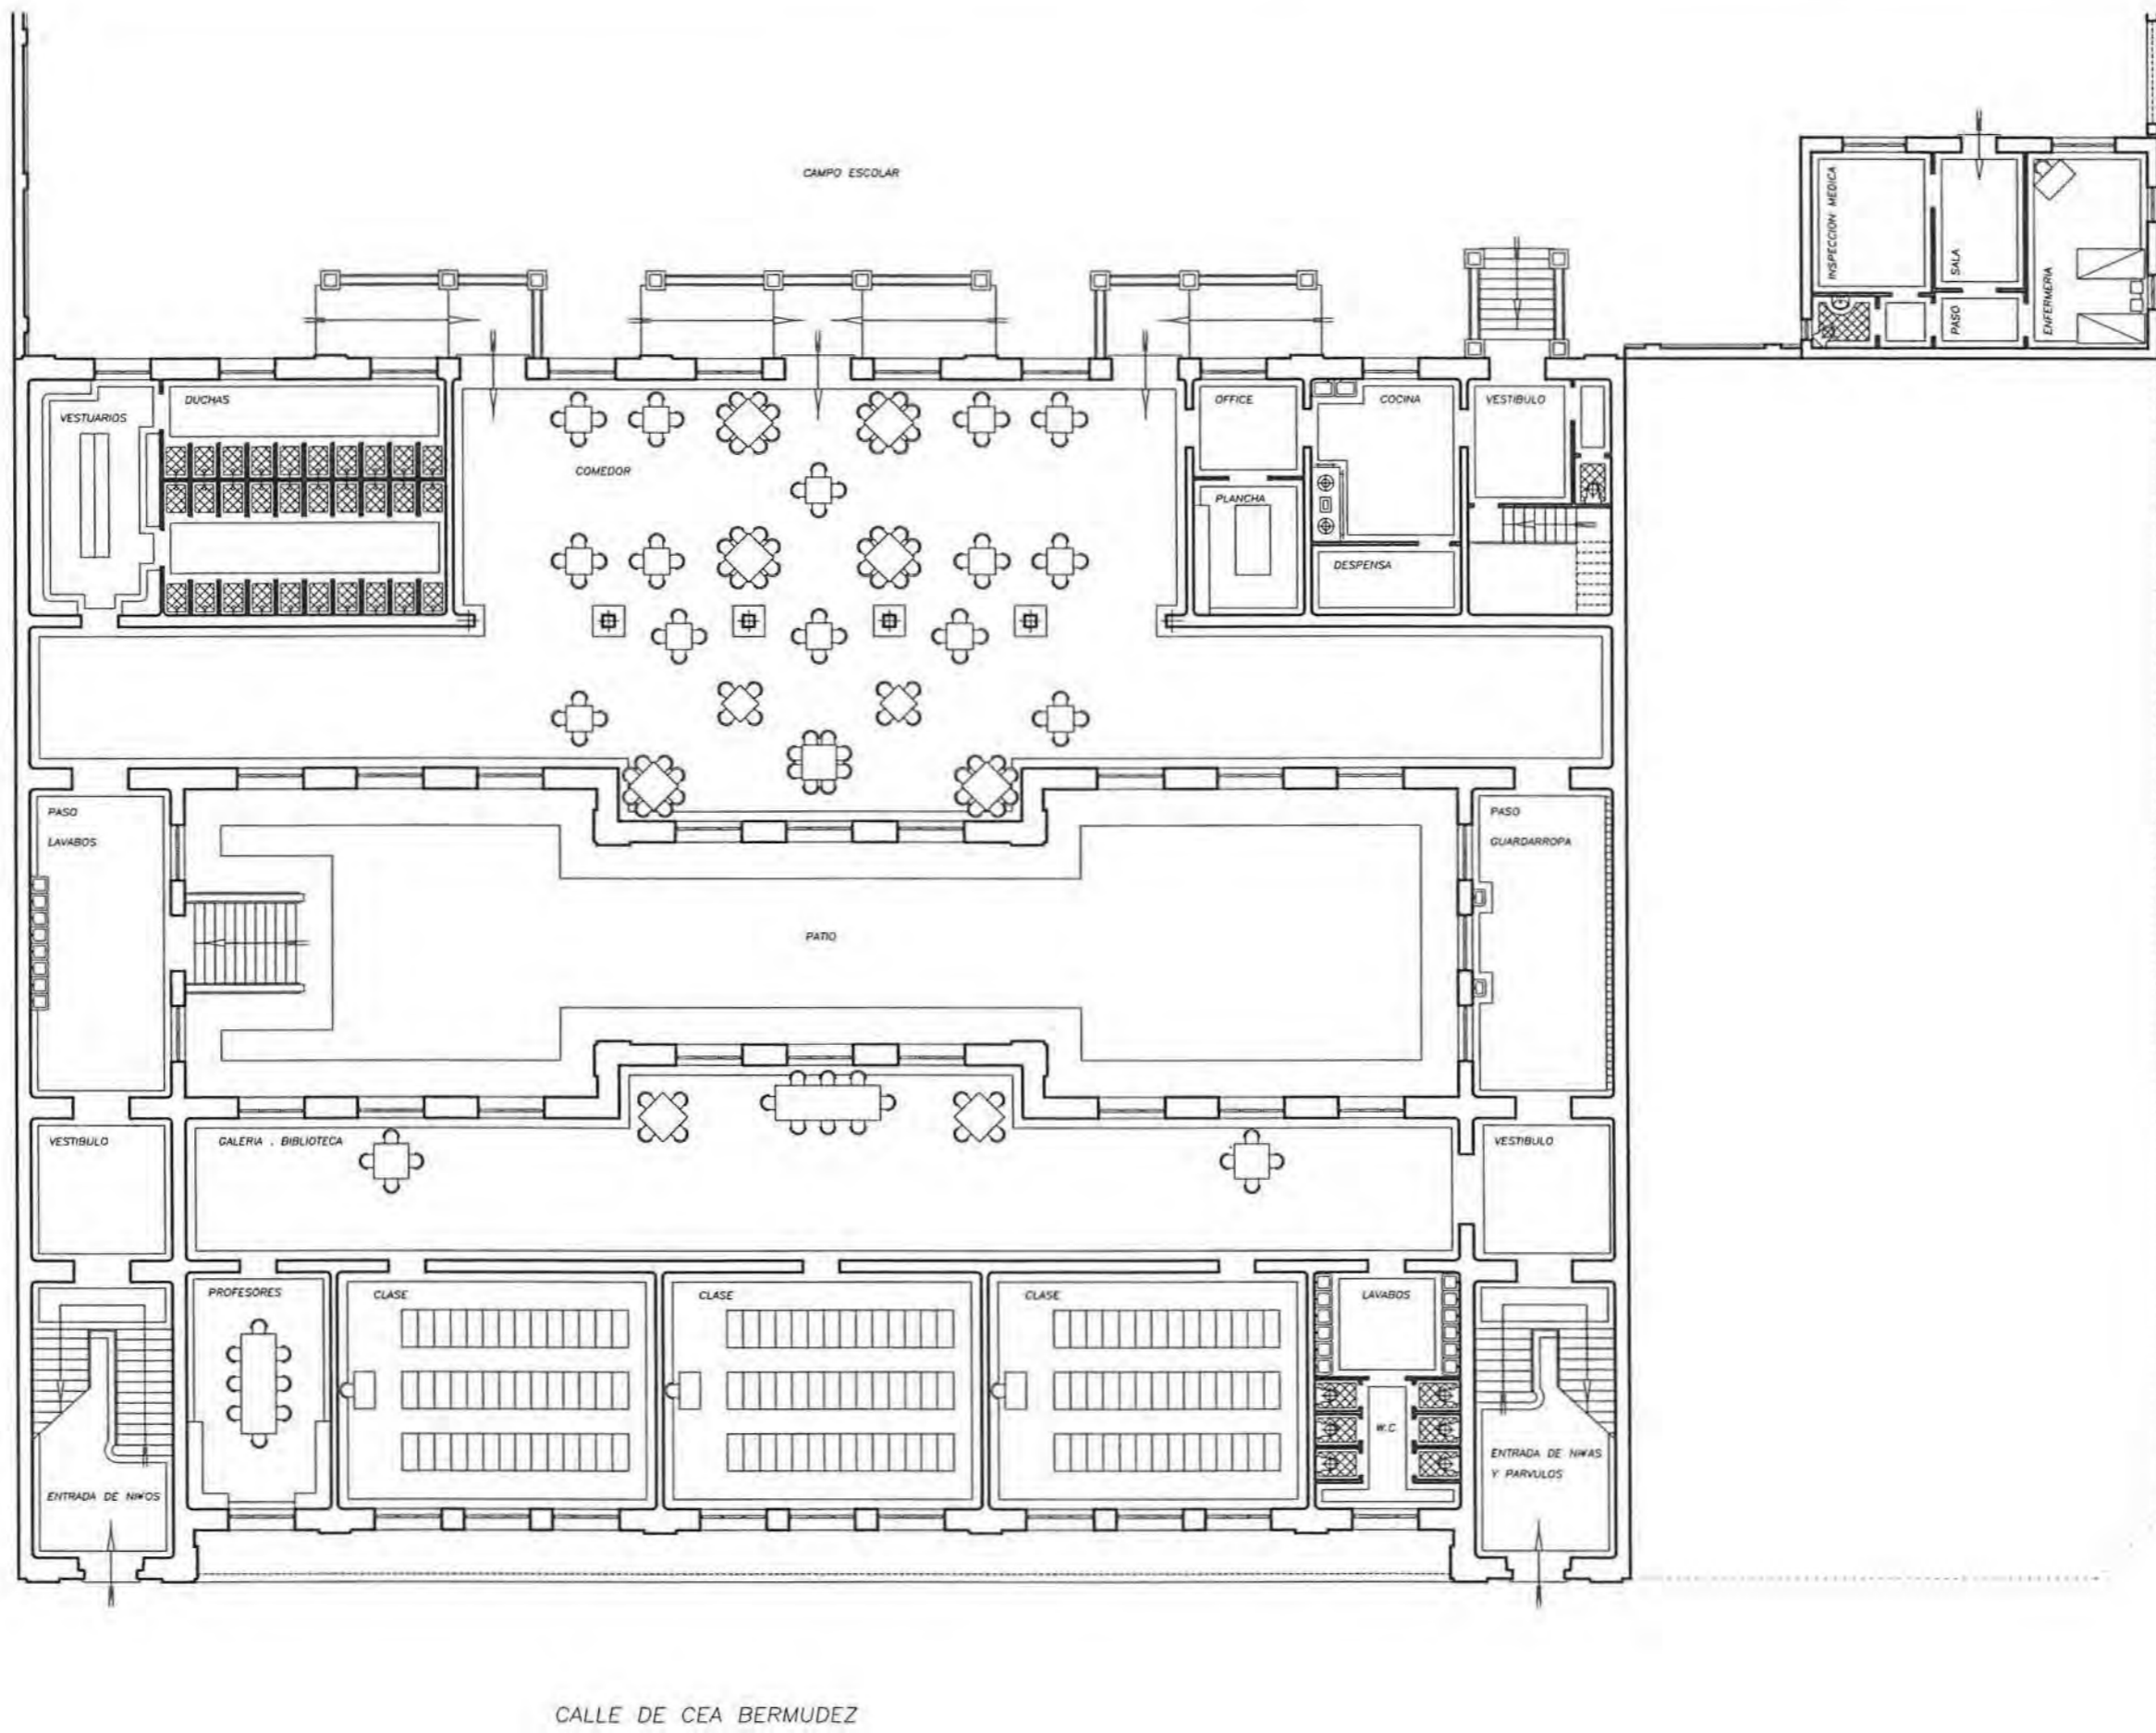 CAMPO ESCOLAR
INSPECCION MEDICA
SALA
PASO
ENFERMERIA
VESTUARIOS
DUCHAS
COMEDOR
OFFICE
COCINA
VESTIBULO
PLANCHA
DESPENSA
PASO
LAVABOS
PASO
GUARDARROPA
PATIO
VESTIBULO
GALERIA . BIBLIOTECA
VESTIBULO
PROFESORES
CLASE
CLASE
CLASE
LAVABOS
W.C.
ENTRADA DE NI¥OS
ENTRADA DE NI¥AS
Y PARVULOS
CALLE DE CEA BERMUDEZ